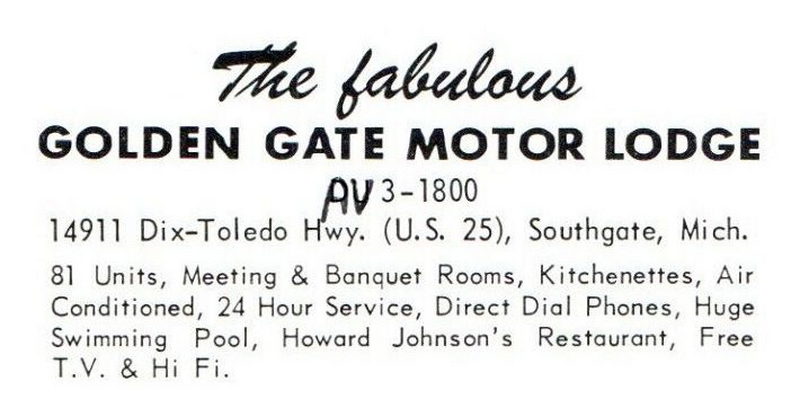 The fabulous
GOLDEN GATE MOTOR LODGE
AV 3-1800
14911 Dix-Toledo Hwy. (U.S. 25), Southgate, Mich.
81 Units, Meeting & Banquet Rooms, Kitchenettes, Air
Conditioned, 24 Hour Service, Direct Dial Phones, Huge
Swimming Pool, Howard Johnson's Restaurant, Free
T.V. & Hi Fi.